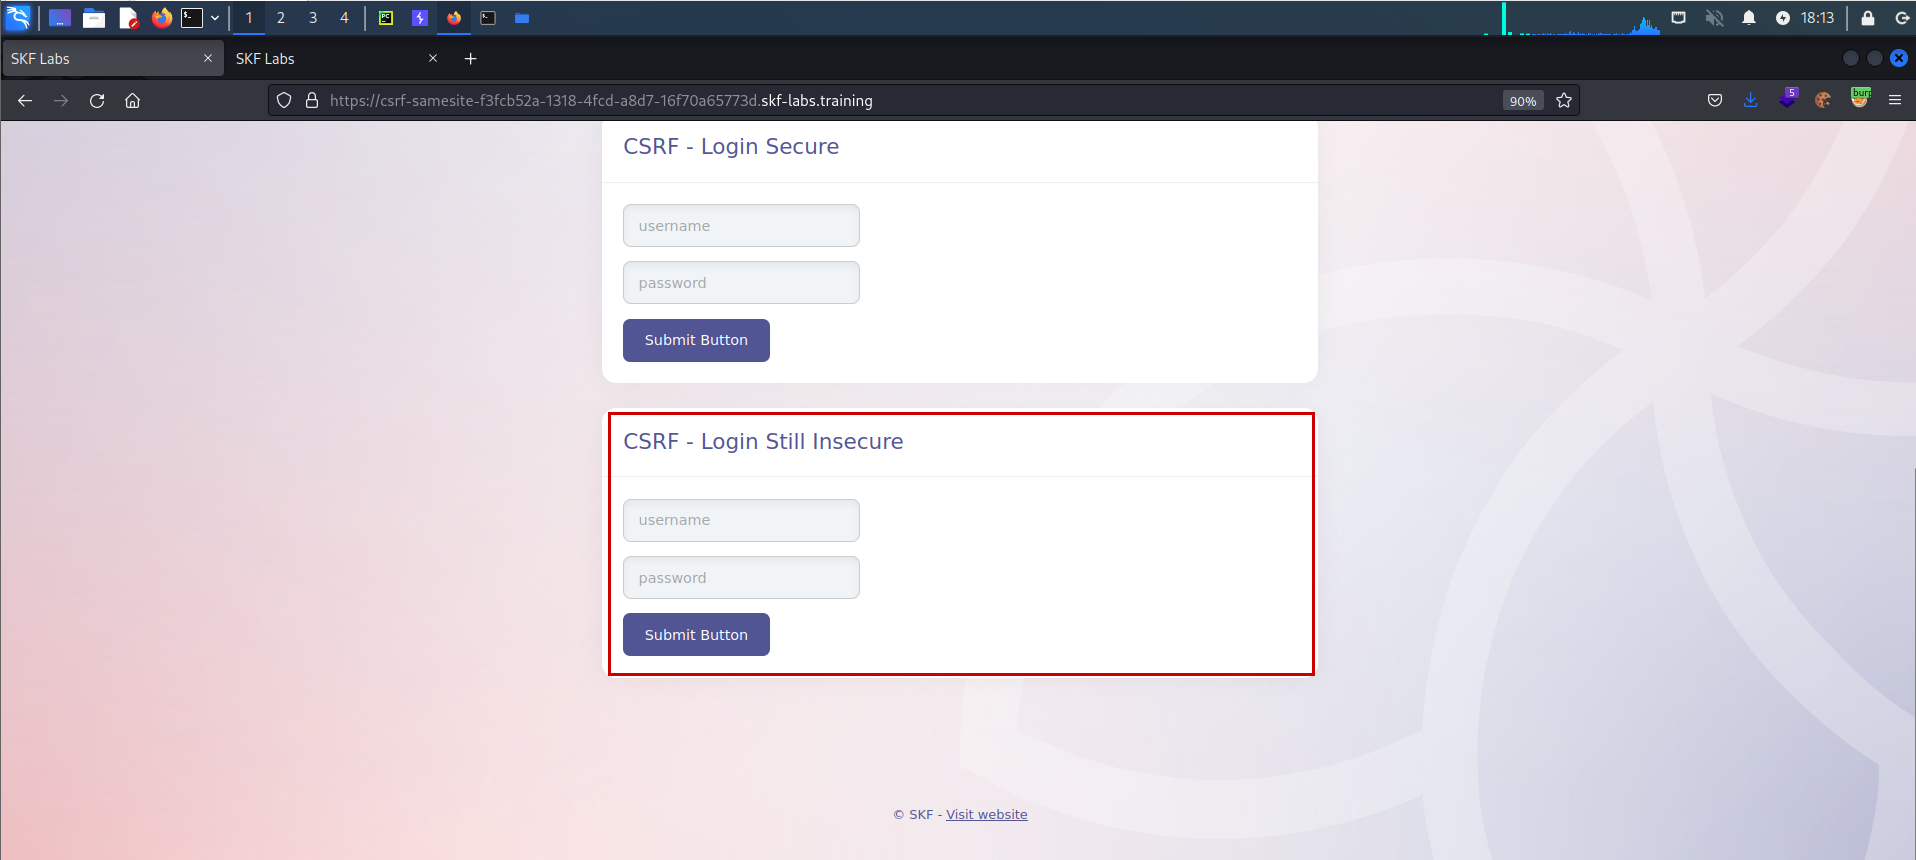 1 2 3 4 18:13
SKF Labs SKF Labs
https://csrf-samesite-f3fcb52a-1318-4fcd-a8d7-16f70a65773d.skf-labs.training 90% 5 burp
CSRF - Login Secure
username
password
Submit Button
CSRF - Login Still Insecure
username
password
Submit Button
© SKF - Visit website